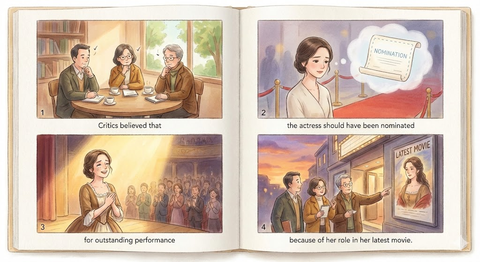 1
Critics believed that
NOMINATION
2
the actress should have been nominated
3
for outstanding performance
LATEST MOVIE
4
because of her role in her latest movie.